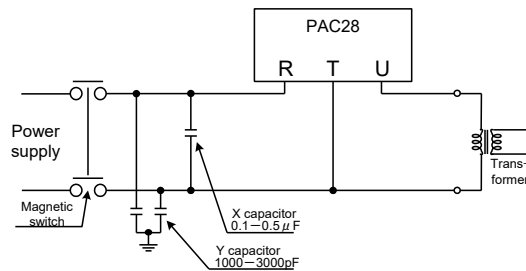 PAC28
R T U
Power
supply
Trans-
former
Magnetic
switch
X capacitor
0.1－0.5μF
Y capacitor
1000－3000pF